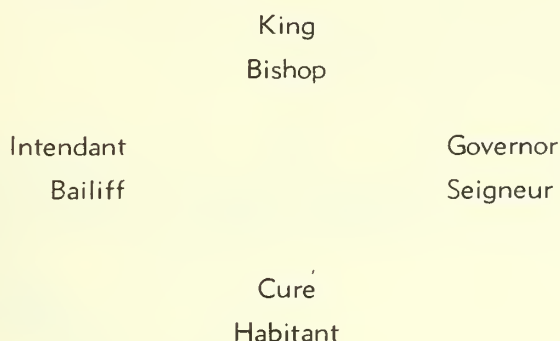 King
Bishop
Intendant Governor
Bailiff Seigneur
Curé
Habitant